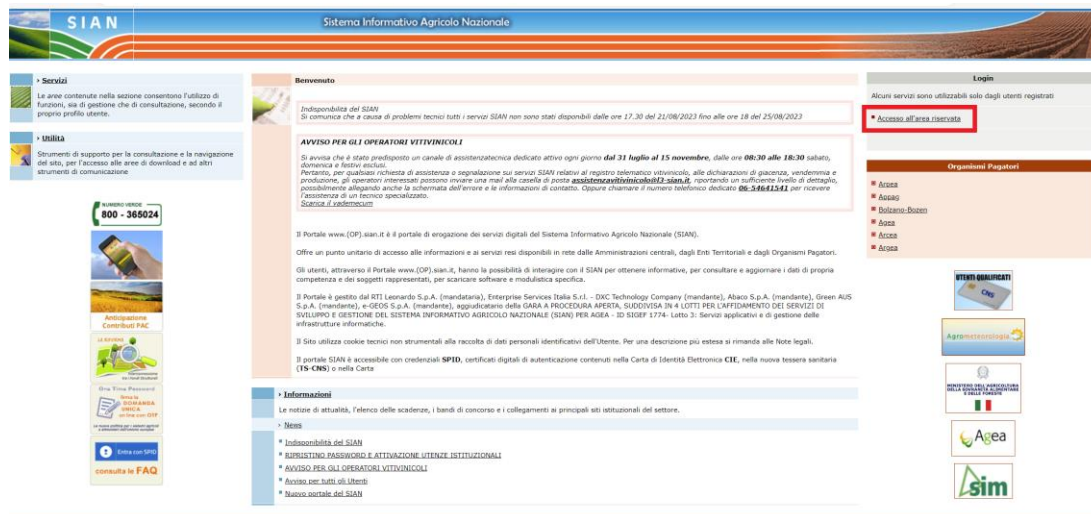 SIAN
Sistema Informativo Agricolo Nazionale
› Servizi
Le aree contenute nella sezione consentono l'utilizzo di
funzioni, sia di gestione che di consultazione, secondo il
proprio profilo utente.
› Utilità
Strumenti di supporto per la consultazione e la navigazione
del sito, per l'accesso alle aree di download e ad altri
strumenti di comunicazione
NUMERO VERDE
800 - 365024
Anticipazione
Contributi PAC
One Time Password
firma la
DOMANDA
UNICA
on line con OTP
Entra con SPID
consulta le FAQ
Benvenuto
Indisponibilità del SIAN
Si comunica che a causa di problemi tecnici tutti i servizi SIAN non sono stati disponibili dalle ore 17.30 del 21/08/2023 fino alle ore 18 del 25/08/2023
AVVISO PER GLI OPERATORI VITIVINICOLI
Si avvisa che è stato predisposto un canale di assistenzatecnica dedicato attivo ogni giorno dal 31 luglio al 15 novembre, dalle ore 08:30 alle 18:30 sabato,
domenica e festivi esclusi.
Pertanto, per qualsiasi richiesta di assistenza o segnalazione sui servizi SIAN relativi al registro telematico vitivinicolo, alle dichiarazioni di giacenza, vendemmia e
produzione, gli operatori interessati possono inviare una mail alla casella di posta assistenzavitivinicolo@l3-sian.it, riportando un sufficiente livello di dettaglio,
possibilmente allegando anche la schermata dell'errore e le informazioni di contatto. Oppure chiamare il numero telefonico dedicato 06-54641541 per ricevere
l'assistenza di un tecnico specializzato.
Scarica il vademecum
Il Portale www.(OP).sian.it è il portale di erogazione dei servizi digitali del Sistema Informativo Agricolo Nazionale (SIAN).
Offre un punto unitario di accesso alle informazioni e ai servizi resi disponibili in rete dalle Amministrazioni centrali, dagli Enti Territoriali e dagli Organismi Pagatori.
Gli utenti, attraverso il Portale www.(OP).sian.it, hanno la possibilità di interagire con il SIAN per ottenere informative, per consultare e aggiornare i dati di propria
competenza e dei soggetti rappresentati, per scaricare software e modulistica specifica.
Il Portale è gestito dal RTI Leonardo S.p.A. (mandataria), Enterprise Services Italia S.r.l. - DXC Technology Company (mandante), Abaco S.p.A. (mandante), Green AUS
S.p.A. (mandante), e-GEOS S.p.A. (mandante), aggiudicatario della GARA A PROCEDURA APERTA, SUDDIVISA IN 4 LOTTI PER L'AFFIDAMENTO DEI SERVIZI DI
SVILUPPO E GESTIONE DEL SISTEMA INFORMATIVO AGRICOLO NAZIONALE (SIAN) PER AGEA - ID SIGEF 1774- Lotto 3: Servizi applicativi e di gestione delle
infrastrutture informatiche.
Il Sito utilizza cookie tecnici non strumentali alla raccolta di dati personali identificativi dell'Utente. Per una descrizione più estesa si rimanda alle Note legali.
Il portale SIAN è accessibile con credenziali SPID, certificati digitali di autenticazione contenuti nella Carta di Identità Elettronica CIE, nella nuova tessera sanitaria
(TS-CNS) o nella Carta
› Informazioni
Le notizie di attualità, l'elenco delle scadenze, i bandi di concorso e i collegamenti ai principali siti istituzionali del settore.
› News
Indisponibilità del SIAN
RIPRISTINO PASSWORD E ATTIVAZIONE UTENZE ISTITUZIONALI
AVVISO PER GLI OPERATORI VITIVINICOLI
Avviso per tutti gli Utenti
Nuovo portale del SIAN
Login
Alcuni servizi sono utilizzabili solo dagli utenti registrati
Accesso all'area riservata
Organismi Pagatori
Arpea
Appag
Bolzano-Bozen
Agea
Arcea
Argea
UTENTI QUALIFICATI
CNS
Agrometeorologia
MINISTERO DELL'AGRICOLTURA
DELLA SOVRANITÀ ALIMENTARE
E DELLE FORESTE
Agea
sim